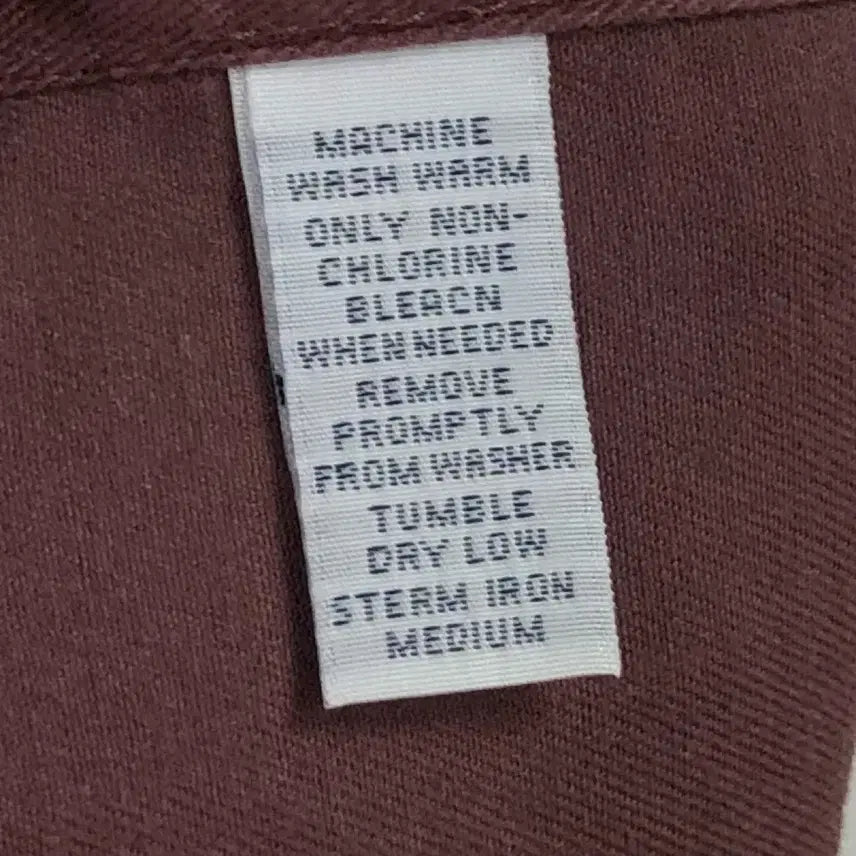 MACHINE
WASH WARM
ONLY NON-
CHLORINE
BLEACN
WHEN NEEDED
REMOVE
PROMPTLY
FROM WASHER
TUMBLE
DRY LOW
STERM IRON
MEDIUM